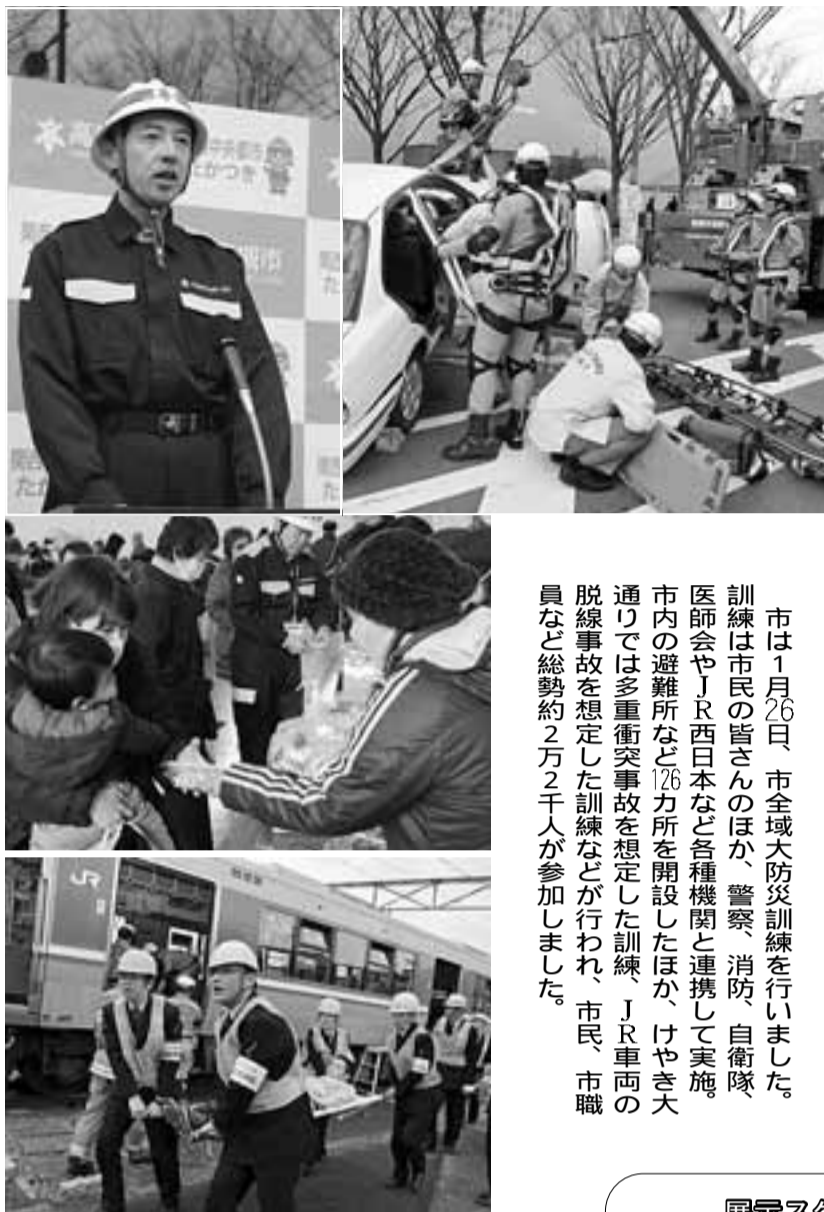 市は１月26日、市全域大防災訓練を行いました。
訓練は市民の皆さんのほか、警察、消防、自衛隊、
医師会やJR西日本など各種機関と連携して実施。
市内の避難所など126カ所を開設したほか、けやき大
通りでは多重衝突事故を想定した訓練、JR車両の
脱線事故を想定した訓練などが行われ、市民、市職
員など総勢約２万２千人が参加しました。
たかつき
JR